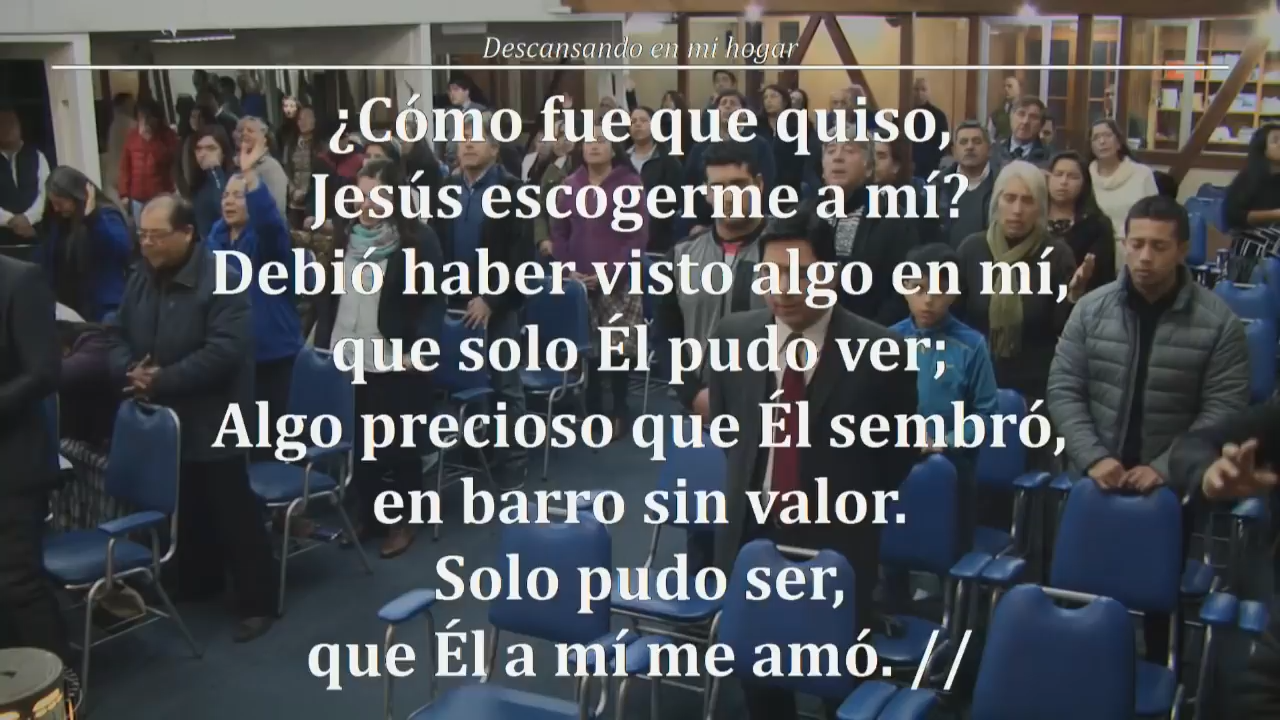 Descansando en mi hogar
¿Cómo fue que quiso,
Jesús escogerme a mí?
Debió haber visto algo en mí,
que solo Él pudo ver;
Algo precioso que Él sembró,
en barro sin valor.
Solo pudo ser,
que Él a mí me amó. //